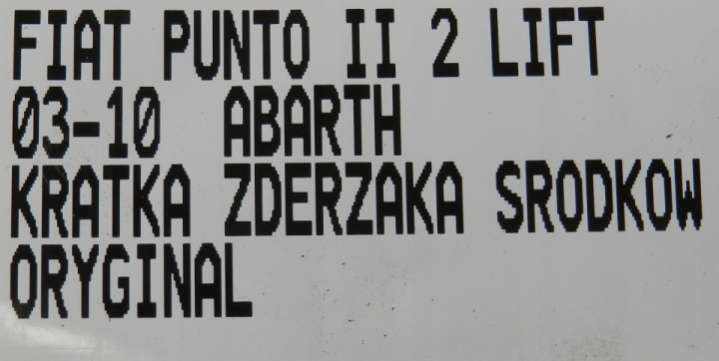 FIAT PUNTO II 2 LIFT
03-10 ABARTH
KRATKA ZDERZAKA SRODKOW
ORYGINAL